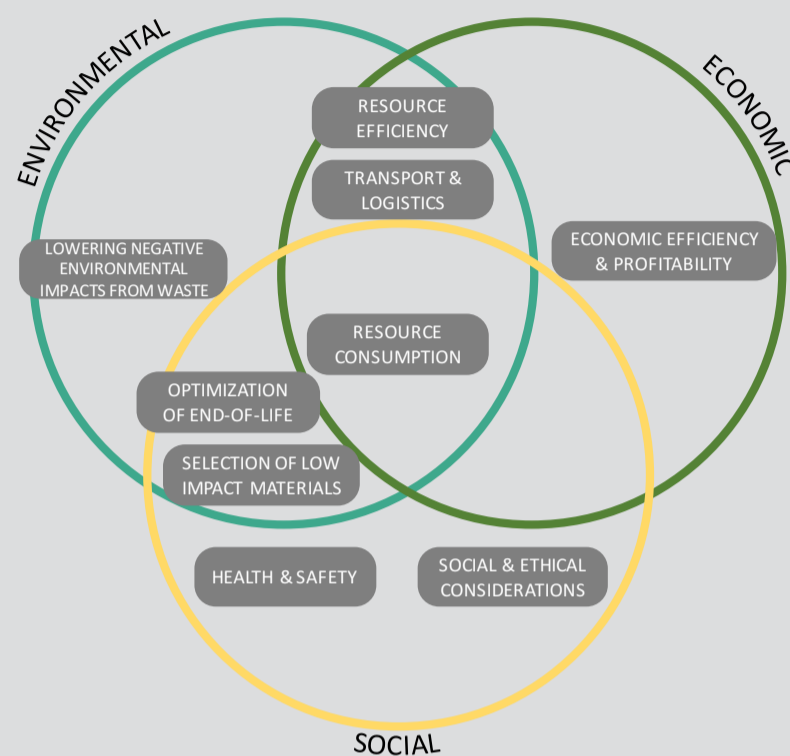 ENVIRONMENTAL
ECONOMIC
RESOURCE
EFFICIENCY
TRANSPORT &
LOGISTICS
LOWERING NEGATIVE
ENVIRONMENTAL
IMPACTS FROM WASTE
ECONOMIC EFFICIENCY
& PROFITABILITY
RESOURCE
CONSUMPTION
OPTIMIZATION
OF END-OF-LIFE
SELECTION OF LOW
IMPACT MATERIALS
HEALTH & SAFETY
SOCIAL & ETHICAL
CONSIDERATIONS
SOCIAL